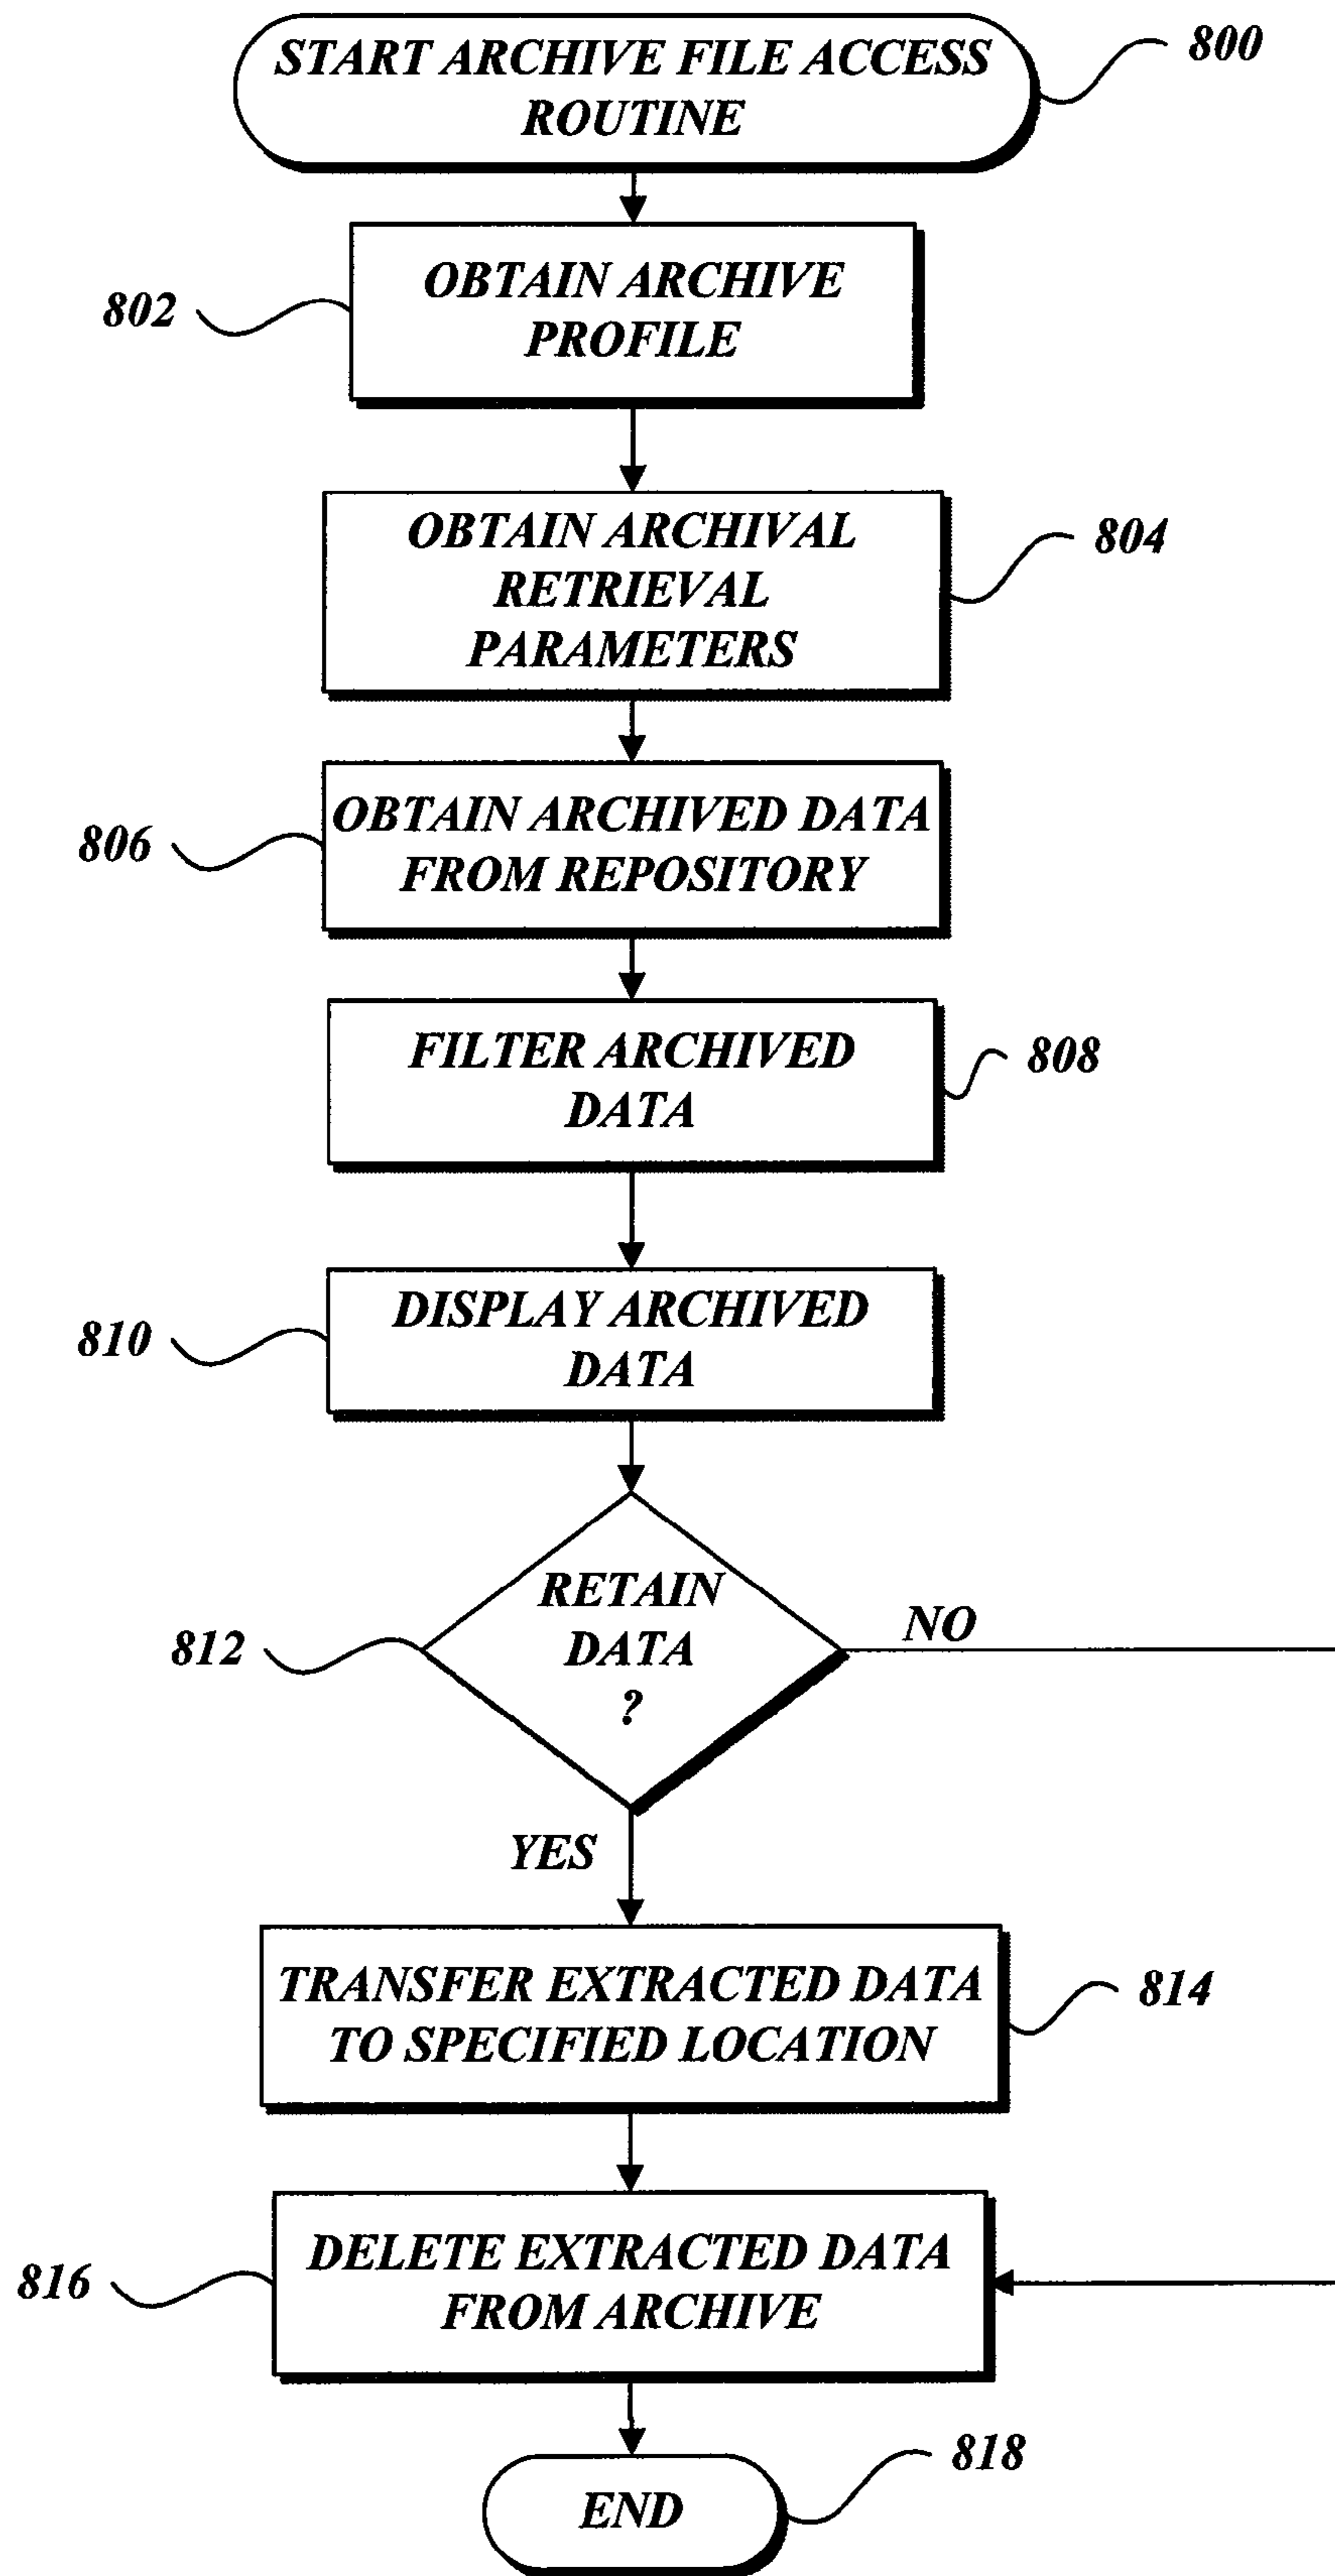 START ARCHIVE FILE ACCESS
ROUTINE
800
OBTAIN ARCHIVE
PROFILE
802
OBTAIN ARCHIVAL
RETRIEVAL
PARAMETERS
804
OBTAIN ARCHIVED DATA
FROM REPOSITORY
806
FILTER ARCHIVED
DATA
808
DISPLAY ARCHIVED
DATA
810
RETAIN
DATA
?
812
NO
YES
TRANSFER EXTRACTED DATA
TO SPECIFIED LOCATION
814
DELETE EXTRACTED DATA
FROM ARCHIVE
816
END
818